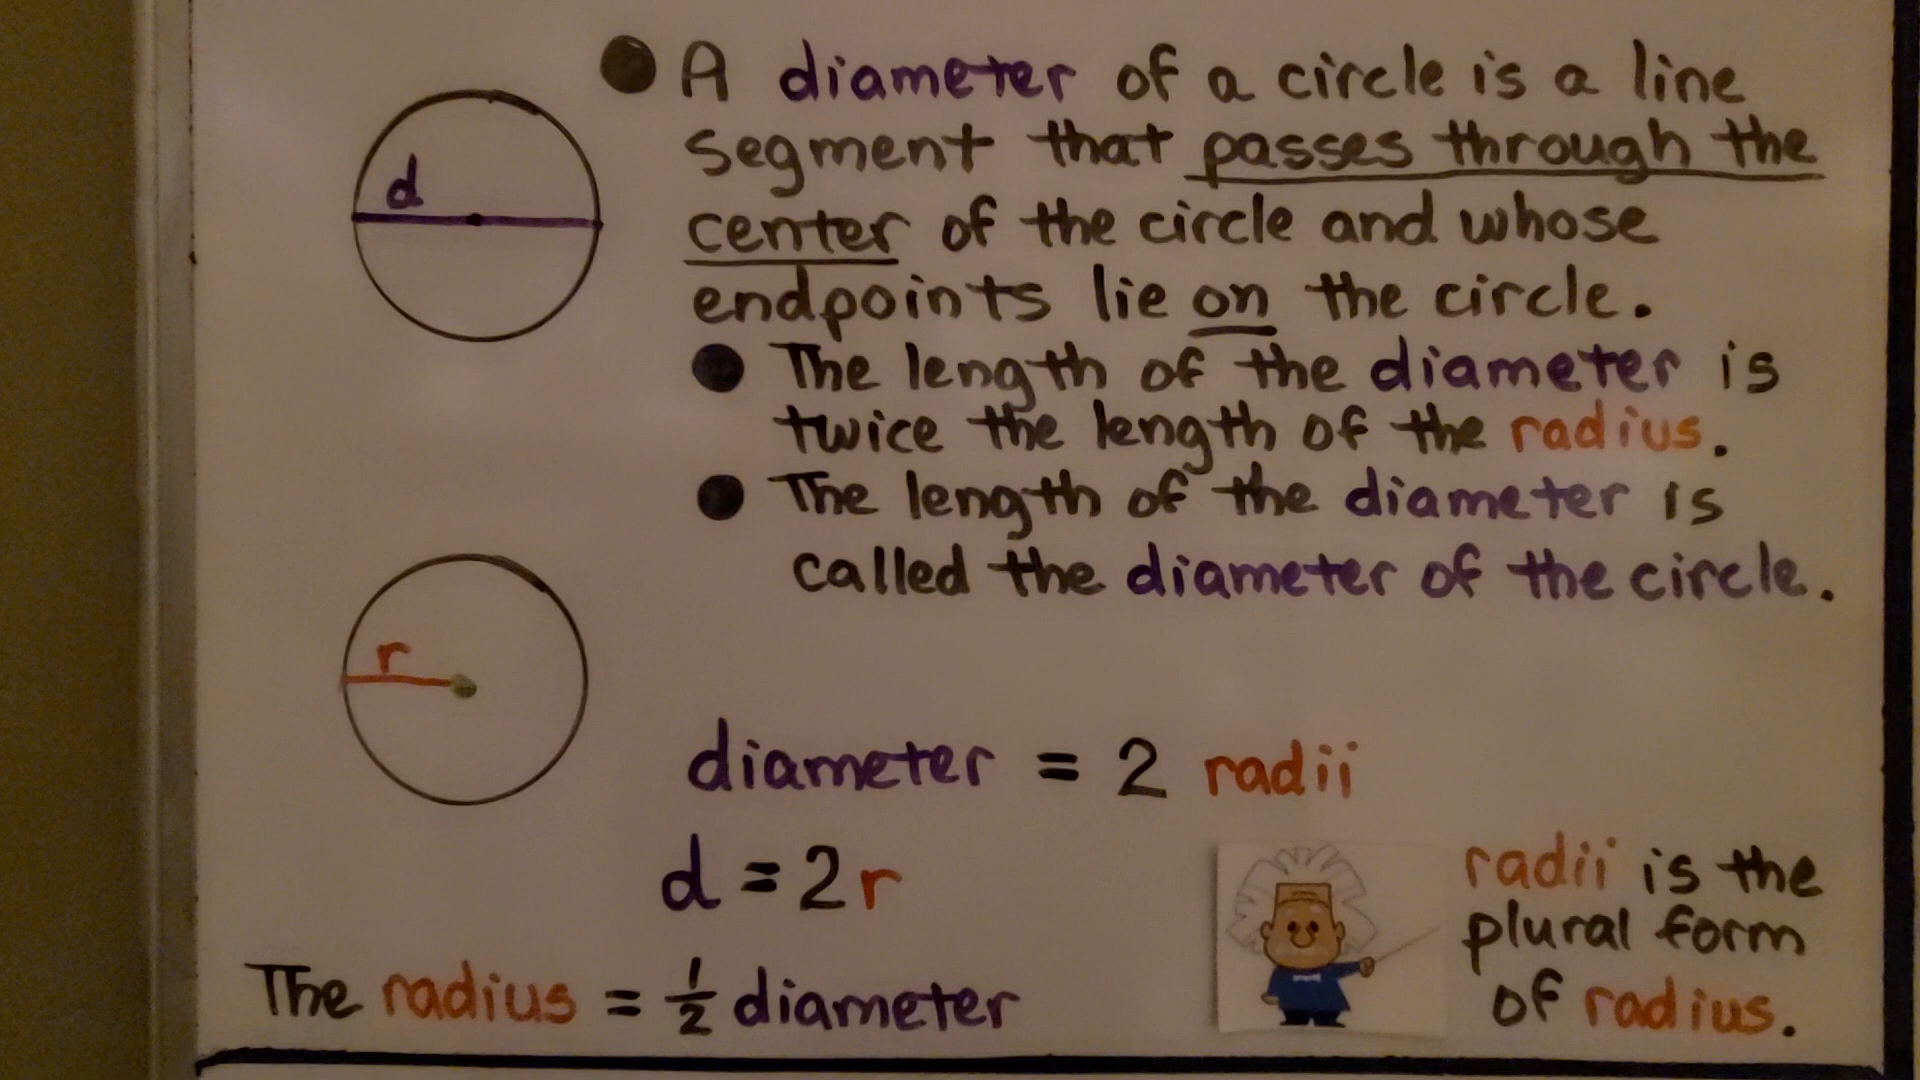 ● A diameter of a circle is a line
segment that passes through the
center of the circle and whose
endpoints lie on the circle.
● The length of the diameter is
twice the length of the radius.
● The length of the diameter is
called the diameter of the circle.
d
r
diameter = 2 radii
d = 2r
The radius = 1/2 diameter
radii is the
plural form
of radius.